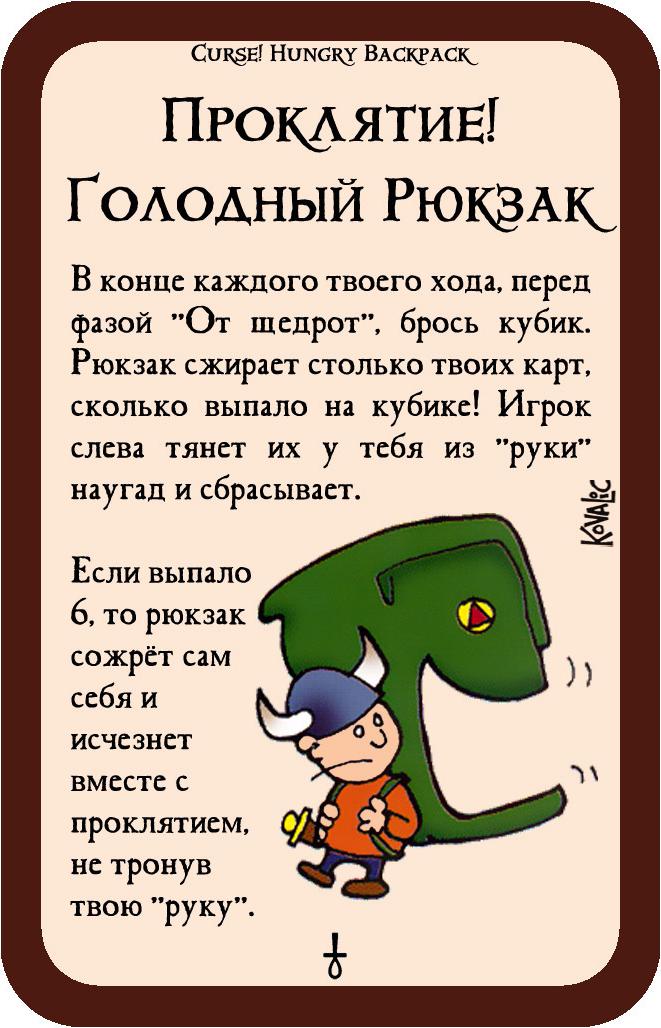 Curse! Hungry Backpack
Проклятие!
Голодный Рюкзак
В конце каждого твоего хода, перед
фазой "От щедрот", брось кубик.
Рюкзак сжирает столько твоих карт,
сколько выпало на кубике! Игрок
слева тянет их у тебя из "руки"
наугад и сбрасывает.
Kovalic
Если выпало
6, то рюкзак
сожрёт сам
себя и
исчезнет
вместе с
проклятием,
не тронув
твою "руку".